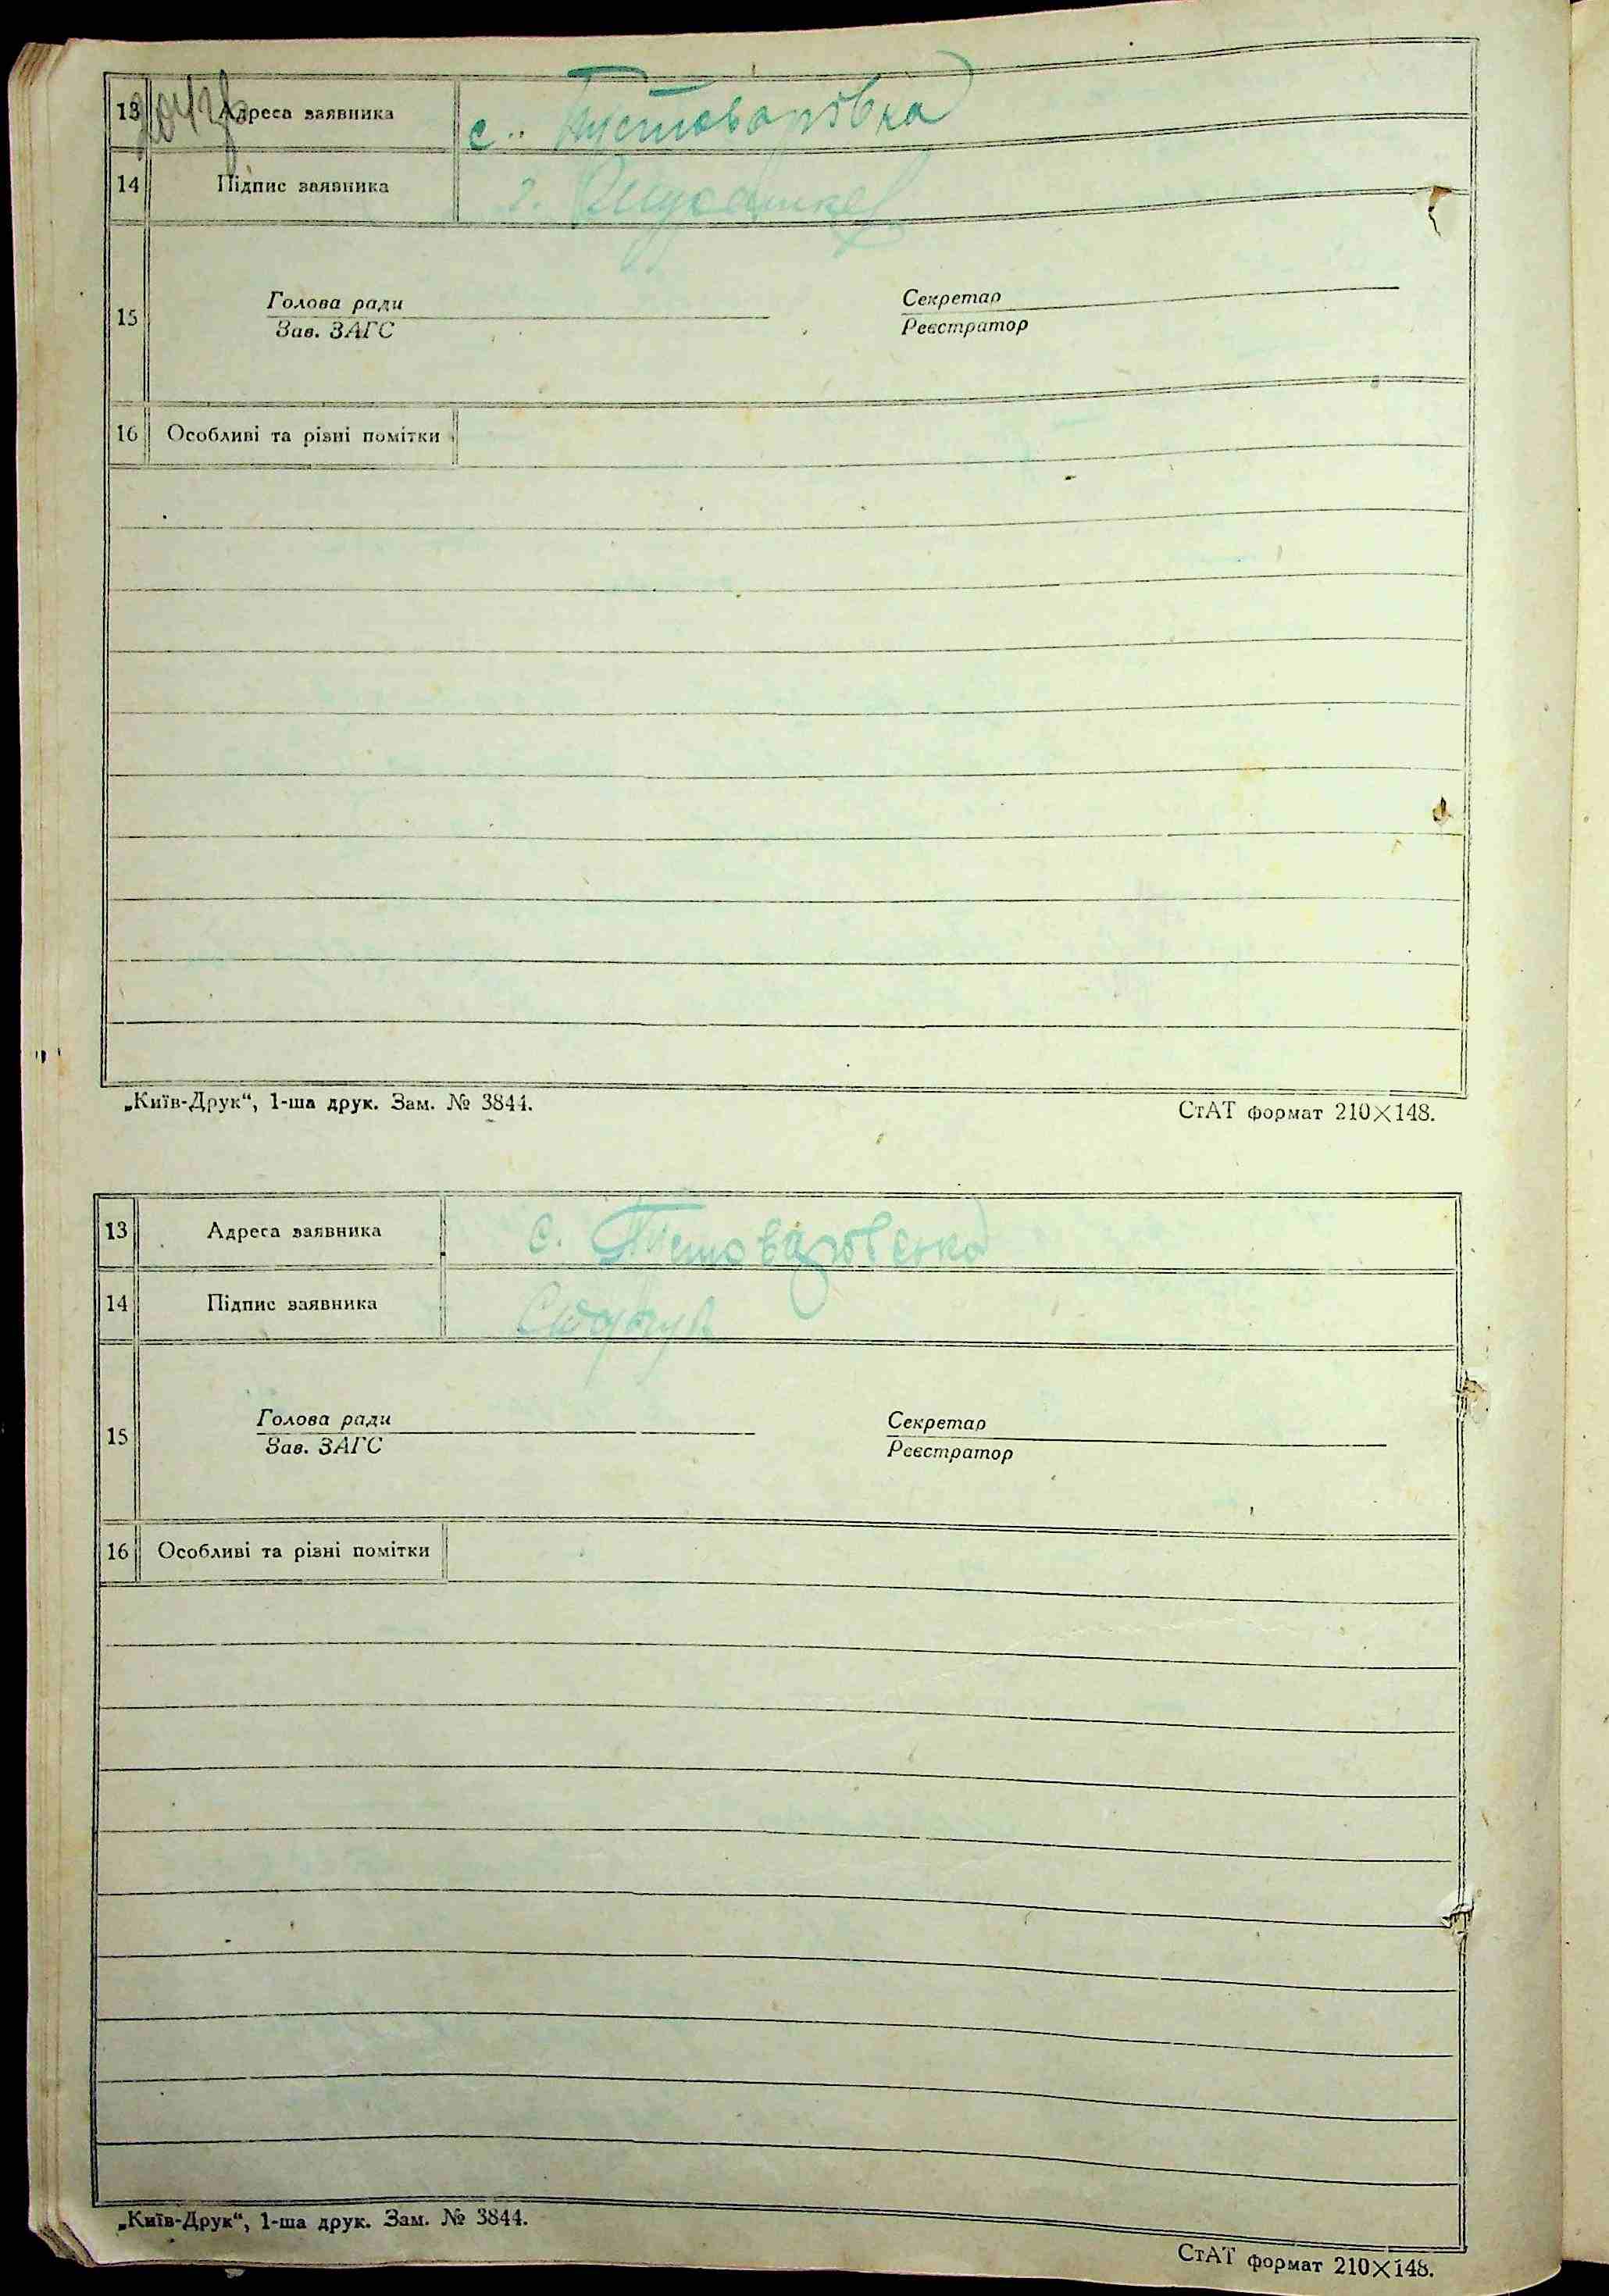 13 Адреса заявника с. Пустоварівка
14 Підпис заявника
Голова ради Секретар
15
Зав. ЗАГС Реєстратор
16 Особливі та різні помітки
„Київ-Друк“, 1-ша друк. Зам. № 3844. СтАТ формат 210×148.
13 Адреса заявника с.
14 Підпис заявника
Голова ради Секретар
15
Зав. ЗАГС Реєстратор
16 Особливі та різні помітки
„Київ-Друк“, 1-ша друк. Зам. № 3844.
СтАТ формат 210×148.